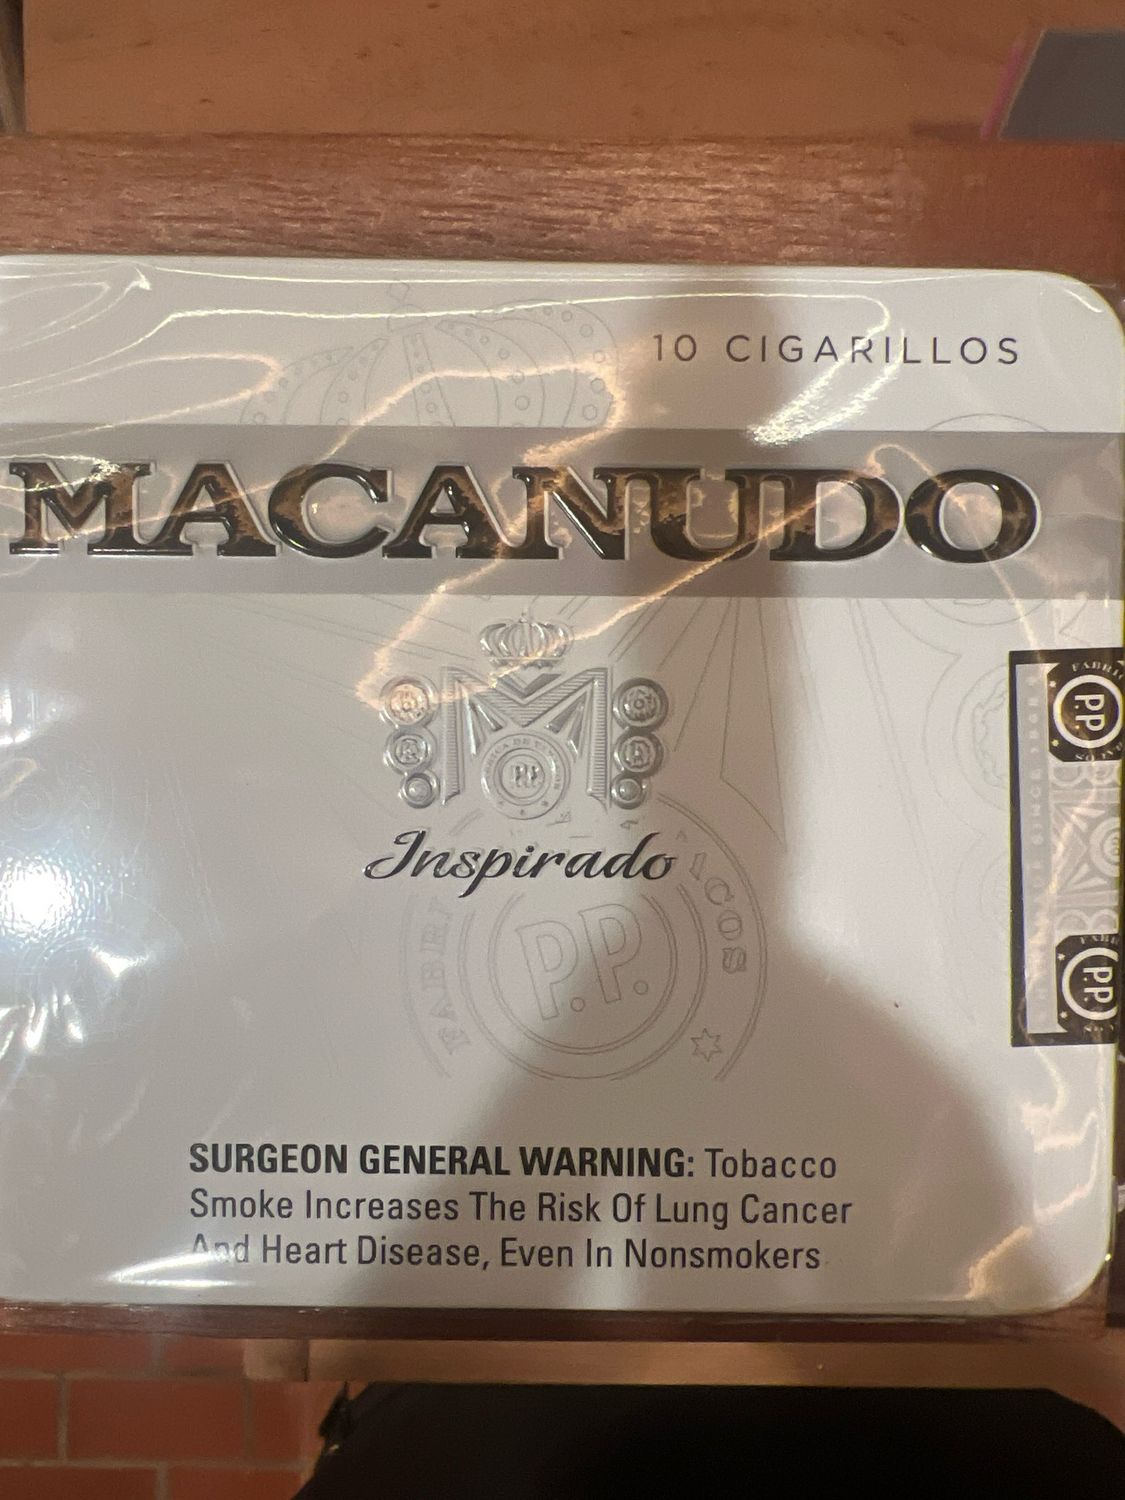 10 CIGARILLOS
MACANUDO
P.P.
Inspirado
P.P.
P.P.
P.P.
SURGEON GENERAL WARNING: Tobacco
Smoke Increases The Risk Of Lung Cancer
And Heart Disease, Even In Nonsmokers